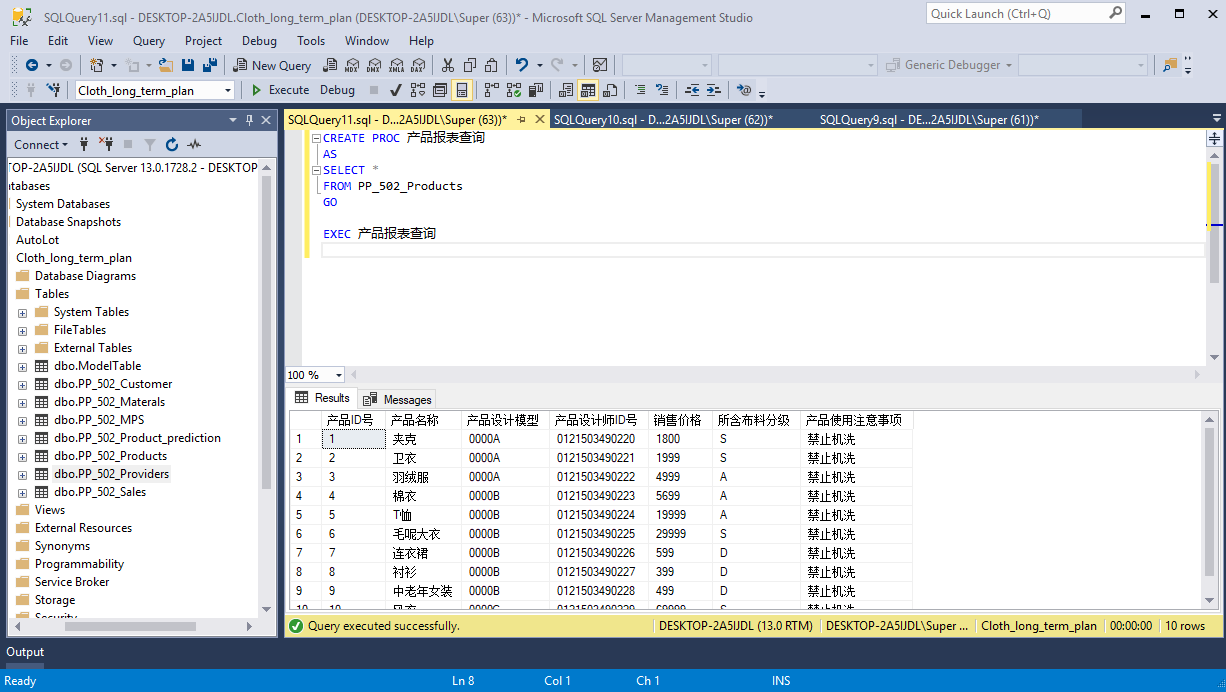 SQLQuery11.sql - DESKTOP-2A5IJDL.Cloth_long_term_plan (DESKTOP-2A5IJDL\Super (63))* - Microsoft SQL Server Management Studio
Quick Launch (Ctrl+Q)
File Edit View Query Project Debug Tools Window Help
New Query MDX DMX XMLA DAX Generic Debugger
Cloth_long_term_plan Execute Debug
Object Explorer
Connect
TOP-2A5IJDL (SQL Server 13.0.1728.2 - DESKTOP
atabases
System Databases
Database Snapshots
AutoLot
Cloth_long_term_plan
Database Diagrams
Tables
System Tables
FileTables
External Tables
dbo.ModelTable
dbo.PP_502_Customer
dbo.PP_502_Materals
dbo.PP_502_MPS
dbo.PP_502_Product_prediction
dbo.PP_502_Products
dbo.PP_502_Providers
dbo.PP_502_Sales
Views
External Resources
Synonyms
Programmability
Service Broker
Storage
Security
SQLQuery11.sql - D...2A5IJDL\Super (63))* SQLQuery10.sql - D...2A5IJDL\Super (62))* SQLQuery9.sql - DE...2A5IJDL\Super (61))*
CREATE PROC 产品报表查询
AS
SELECT *
FROM PP_502_Products
GO
EXEC 产品报表查询
100 %
Results Messages
产品ID号 产品名称 产品设计模型 产品设计师ID号 销售价格 所含布料分级 产品使用注意事项
1 1 夹克 0000A 0121503490220 1800 S 禁止机洗
2 2 卫衣 0000A 0121503490221 1999 S 禁止机洗
3 3 羽绒服 0000A 0121503490222 4999 A 禁止机洗
4 4 棉衣 0000B 0121503490223 5699 A 禁止机洗
5 5 T恤 0000B 0121503490224 19999 A 禁止机洗
6 6 毛呢大衣 0000B 0121503490225 29999 S 禁止机洗
7 7 连衣裙 0000B 0121503490226 599 D 禁止机洗
8 8 衬衫 0000B 0121503490227 399 D 禁止机洗
9 9 中老年女装 0000B 0121503490228 499 D 禁止机洗
10 10 风衣 0000C 0121503490229 69999 S 禁止机洗
Query executed successfully. DESKTOP-2A5IJDL (13.0 RTM) DESKTOP-2A5IJDL\Super ... Cloth_long_term_plan 00:00:00 10 rows
Output
Ready Ln 8 Col 1 Ch 1 INS